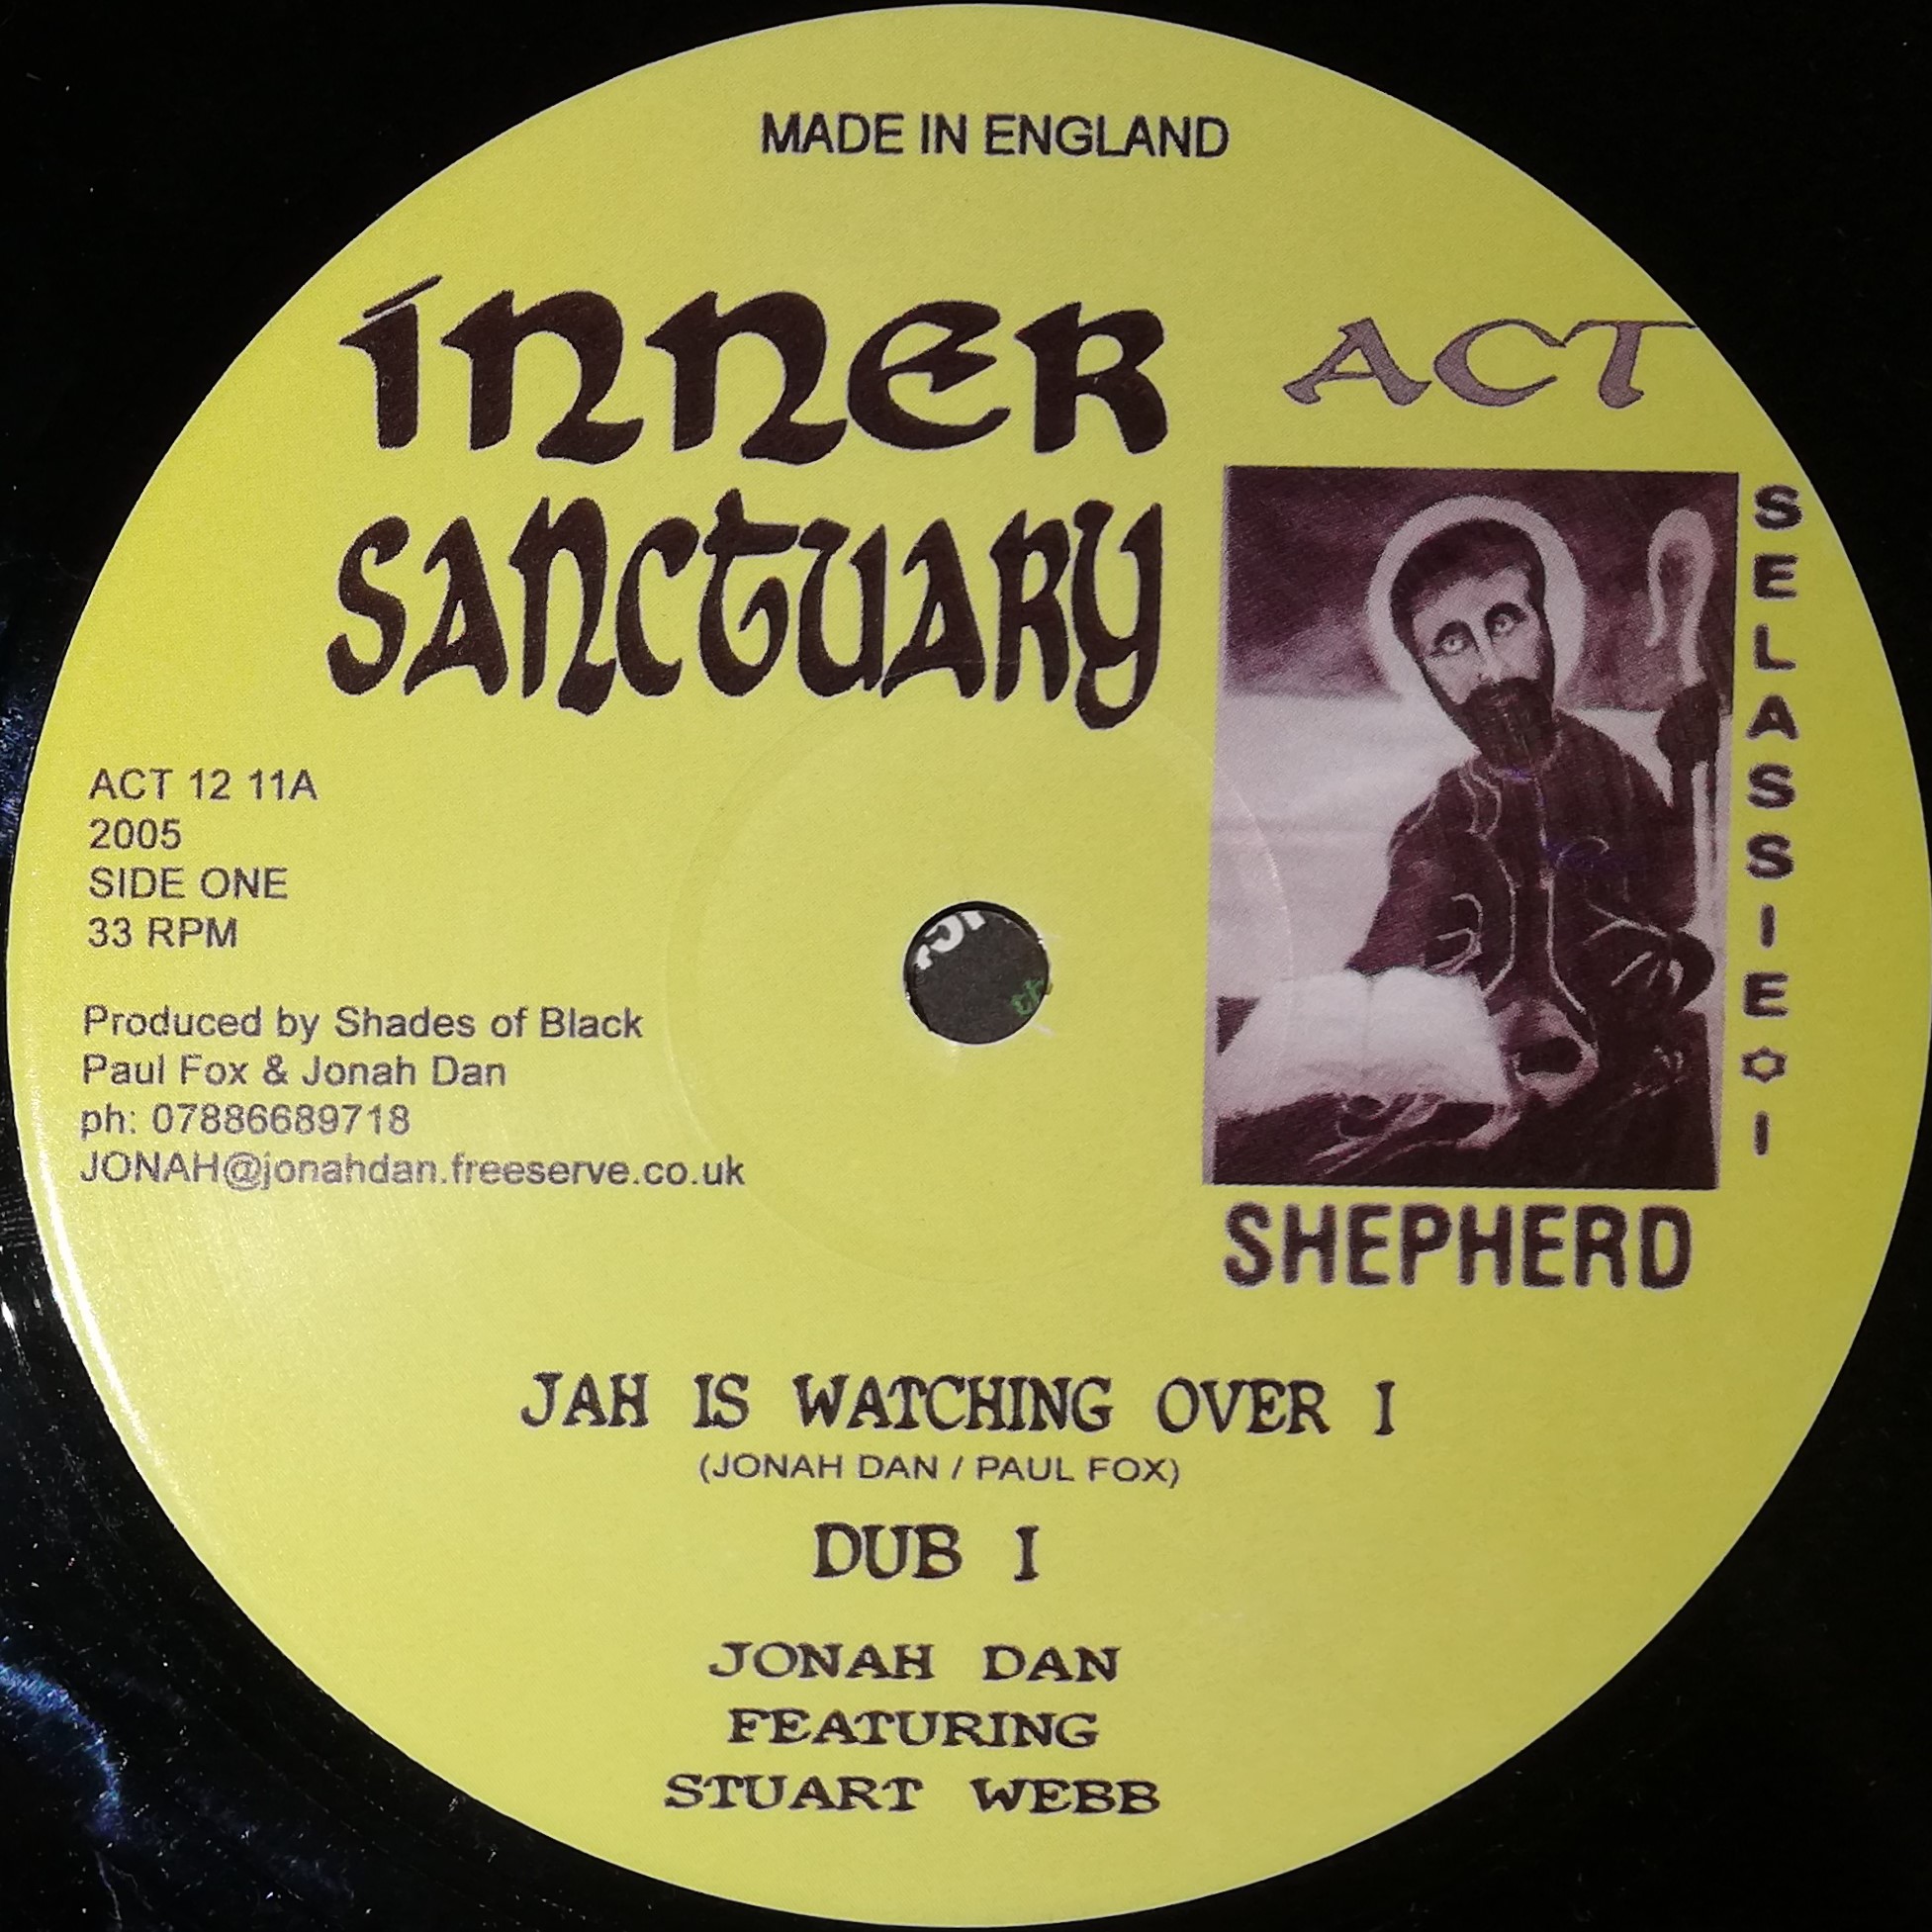 MADE IN ENGLAND
INNER
SANCTUARY
ACT
SELASSIE I
SHEPHERD
ACT 12 11A
2005
SIDE ONE
33 RPM
Produced by Shades of Black
Paul Fox & Jonah Dan
ph: 07886689718
JONAH@jonahdan.freeserve.co.uk
JAH IS WATCHING OVER I
(JONAH DAN / PAUL FOX)
DUB I
JONAH DAN
FEATURING
STUART WEBB